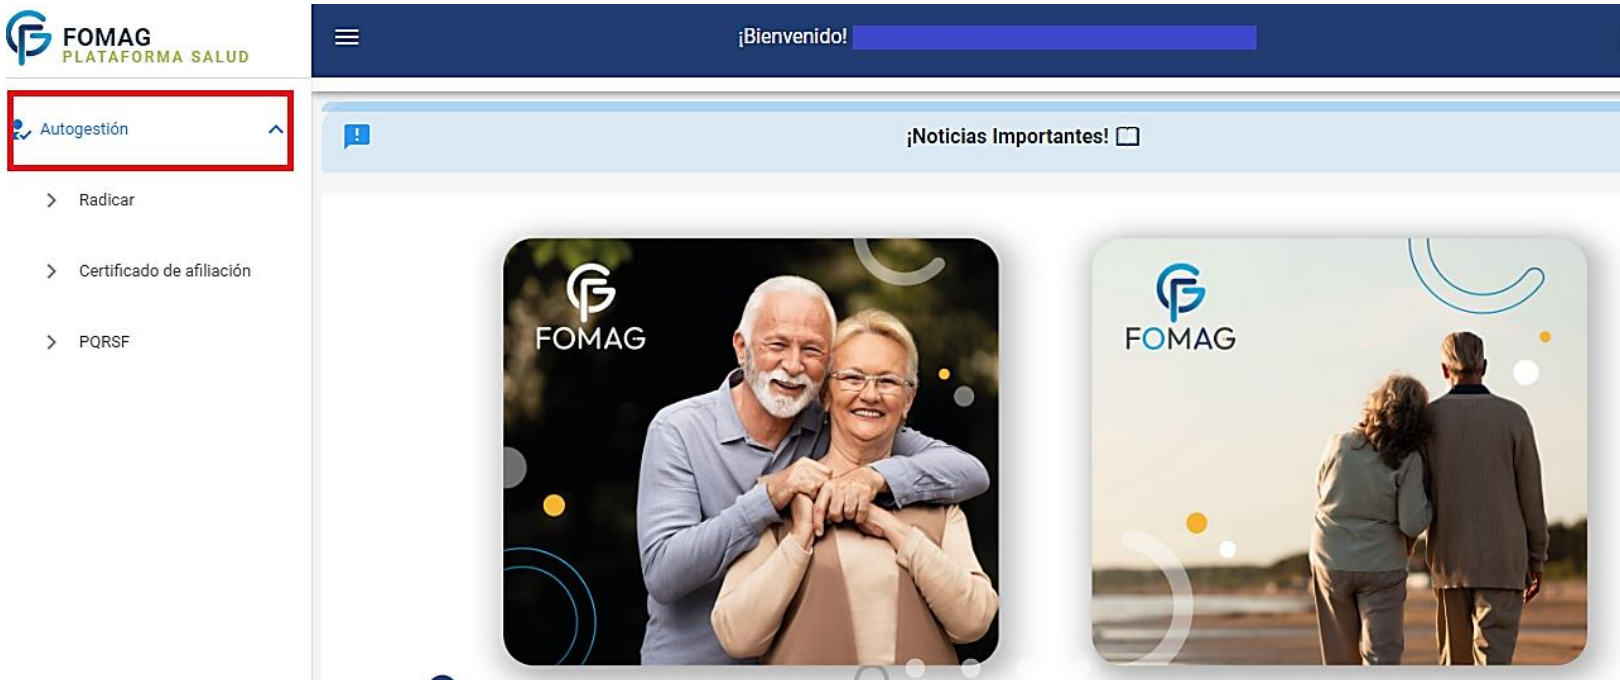 FOMAG
PLATAFORMA SALUD
¡Bienvenido!
Autogestión
¡Noticias Importantes!
Radicar
Certificado de afiliación
PQRSF
FOMAG
FOMAG